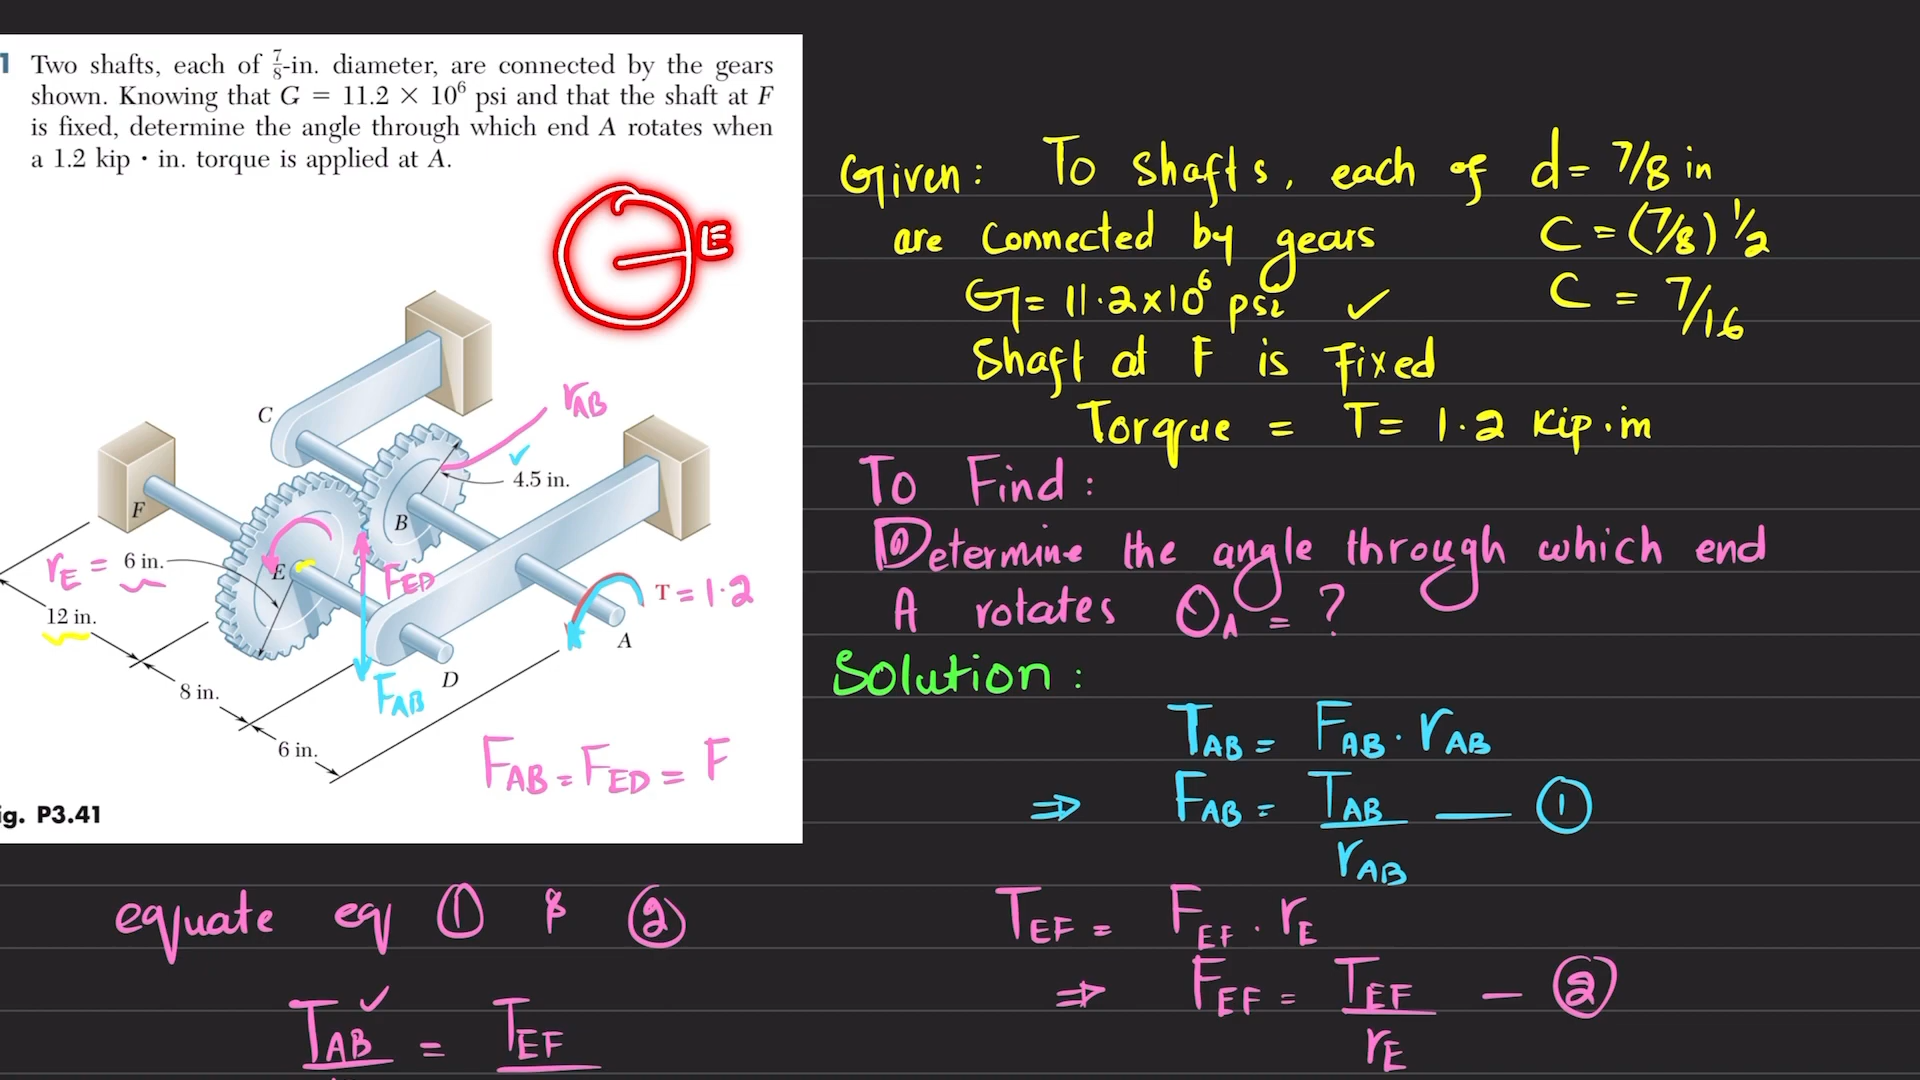 1 Two shafts, each of 7/8-in. diameter, are connected by the gears
shown. Knowing that G = 11.2 × 10⁶ psi and that the shaft at F
is fixed, determine the angle through which end A rotates when
a 1.2 kip · in. torque is applied at A.
E
C
r_AB
4.5 in.
F
B
r_E = 6 in.
E
F_ED
T = 1.2
12 in.
A
D
F_AB
8 in.
6 in.
F_AB = F_ED = F
ig. P3.41
Given: To shafts, each of d = 7/8 in
are connected by gears
C = (7/8) 1/2
G = 11.2×10⁶ psi ✓
C = 7/16
Shaft at F is Fixed
Torque = T = 1.2 kip.in
To Find:
Determine the angle through which end
A rotates Ο_A = ?
Solution:
T_AB = F_AB . r_AB
⇒ F_AB = T_AB / r_AB — ①
T_EF = F_EF . r_E
⇒ F_EF = T_EF / r_E — ②
equate eq ① & ②
T_AB ✓ = T_EF